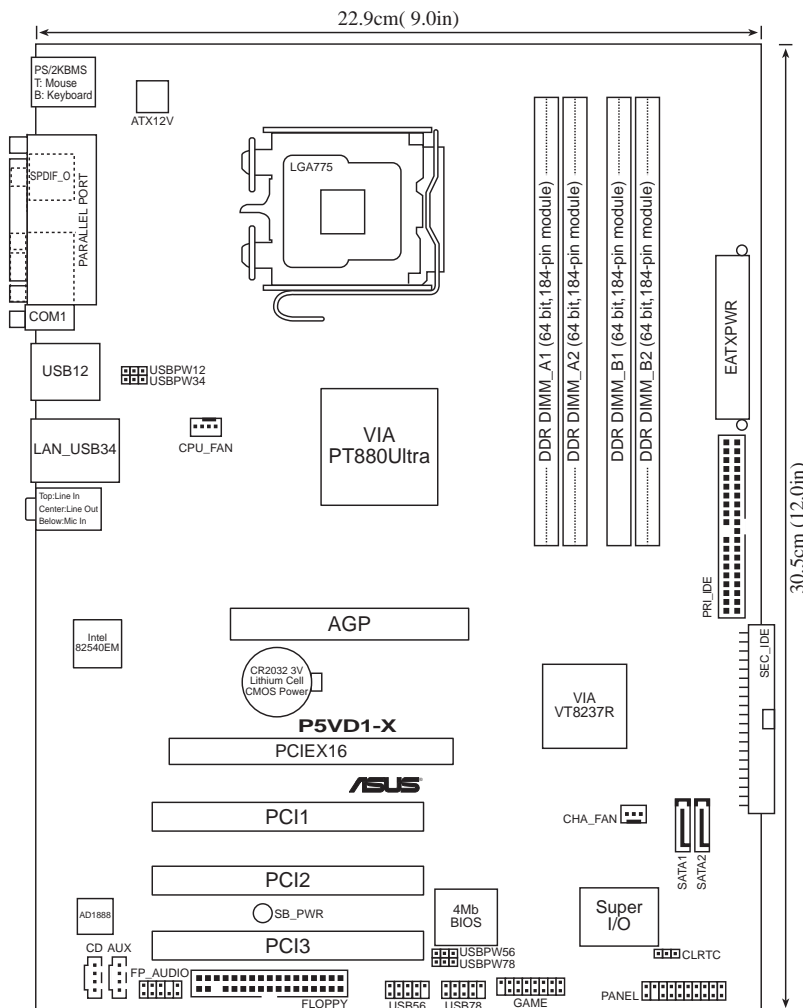 22.9cm( 9.0in)
PS/2KBMS
T: Mouse
B: Keyboard
ATX12V
SPDIF_O
PARALLEL PORT
LGA775
DDR DIMM_A1 (64 bit,184-pin module)
DDR DIMM_A2 (64 bit,184-pin module)
DDR DIMM_B1 (64 bit,184-pin module)
DDR DIMM_B2 (64 bit,184-pin module)
EATXPWR
COM1
USB12
USBPW12
USBPW34
CPU_FAN
VIA
PT880Ultra
LAN_USB34
Top:Line In
Center:Line Out
Below:Mic In
30.5cm (12.0in)
PRI_IDE
AGP
Intel
82540EM
CR2032 3V
Lithium Cell
CMOS Power
SEC_IDE
VIA
VT8237R
P5VD1-X
PCIEX16
ASUS
PCI1
CHA_FAN
SATA1
SATA2
PCI2
AD1888
SB_PWR
4Mb
BIOS
Super
I/O
PCI3
CD AUX
USBPW56
USBPW78
CLRTC
FP_AUDIO
FLOPPY
USB56
USB78
GAME
PANEL